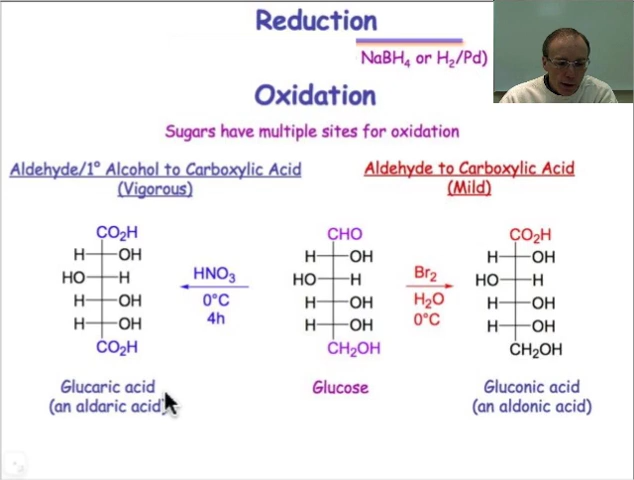 Reduction
NaBH4 or H2/Pd)
Oxidation
Sugars have multiple sites for oxidation
Aldehyde/1° Alcohol to Carboxylic Acid
(Vigorous)
Aldehyde to Carboxylic Acid
(Mild)
CO2H
H OH
HO H
H OH
H OH
CO2H
HNO3
0°C
4h
CHO
H OH
HO H
H OH
H OH
CH2OH
Br2
H2O
0°C
CO2H
H OH
HO H
H OH
H OH
CH2OH
Glucaric acid
(an aldaric acid)
Glucose
Gluconic acid
(an aldonic acid)